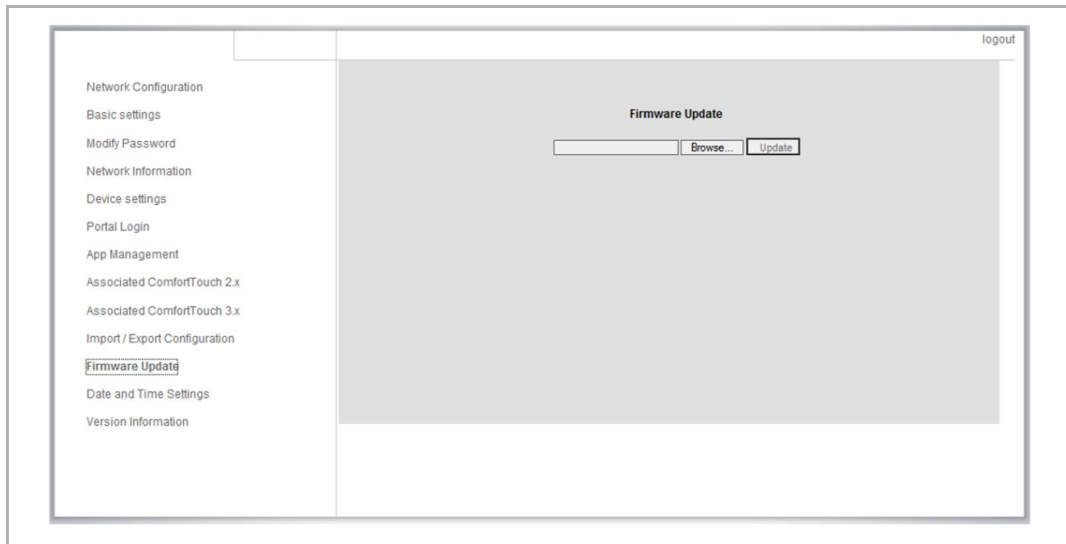 logout
Network Configuration
Basic settings
Modify Password
Network Information
Device settings
Portal Login
App Management
Associated ComfortTouch 2.x
Associated ComfortTouch 3.x
Import / Export Configuration
Firmware Update
Date and Time Settings
Version Information
Firmware Update
Browse... Update